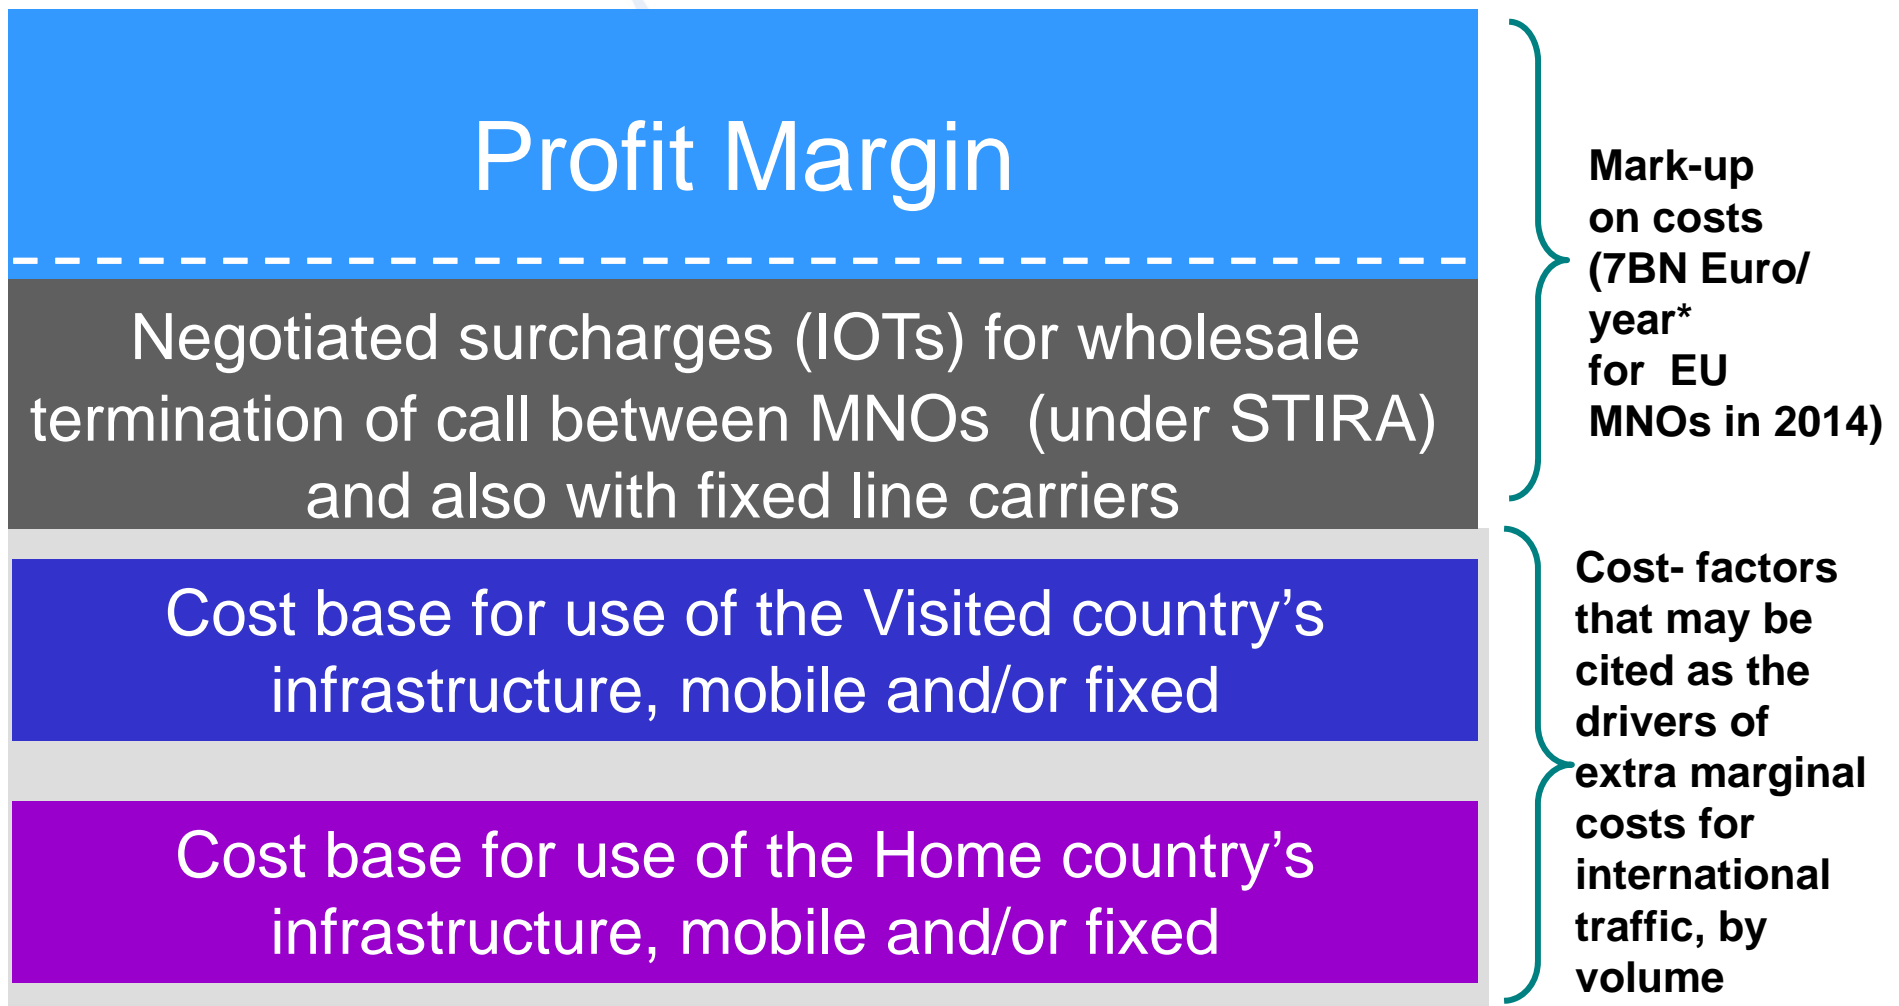 Profit Margin
Negotiated surcharges (IOTs) for wholesale
termination of call between MNOs (under STIRA)
and also with fixed line carriers
Cost base for use of the Visited country’s
infrastructure, mobile and/or fixed
Cost base for use of the Home country’s
infrastructure, mobile and/or fixed
Mark-up
on costs
(7BN Euro/
year*
for EU
MNOs in 2014)
Cost- factors
that may be
cited as the
drivers of
extra marginal
costs for
international
traffic, by
volume